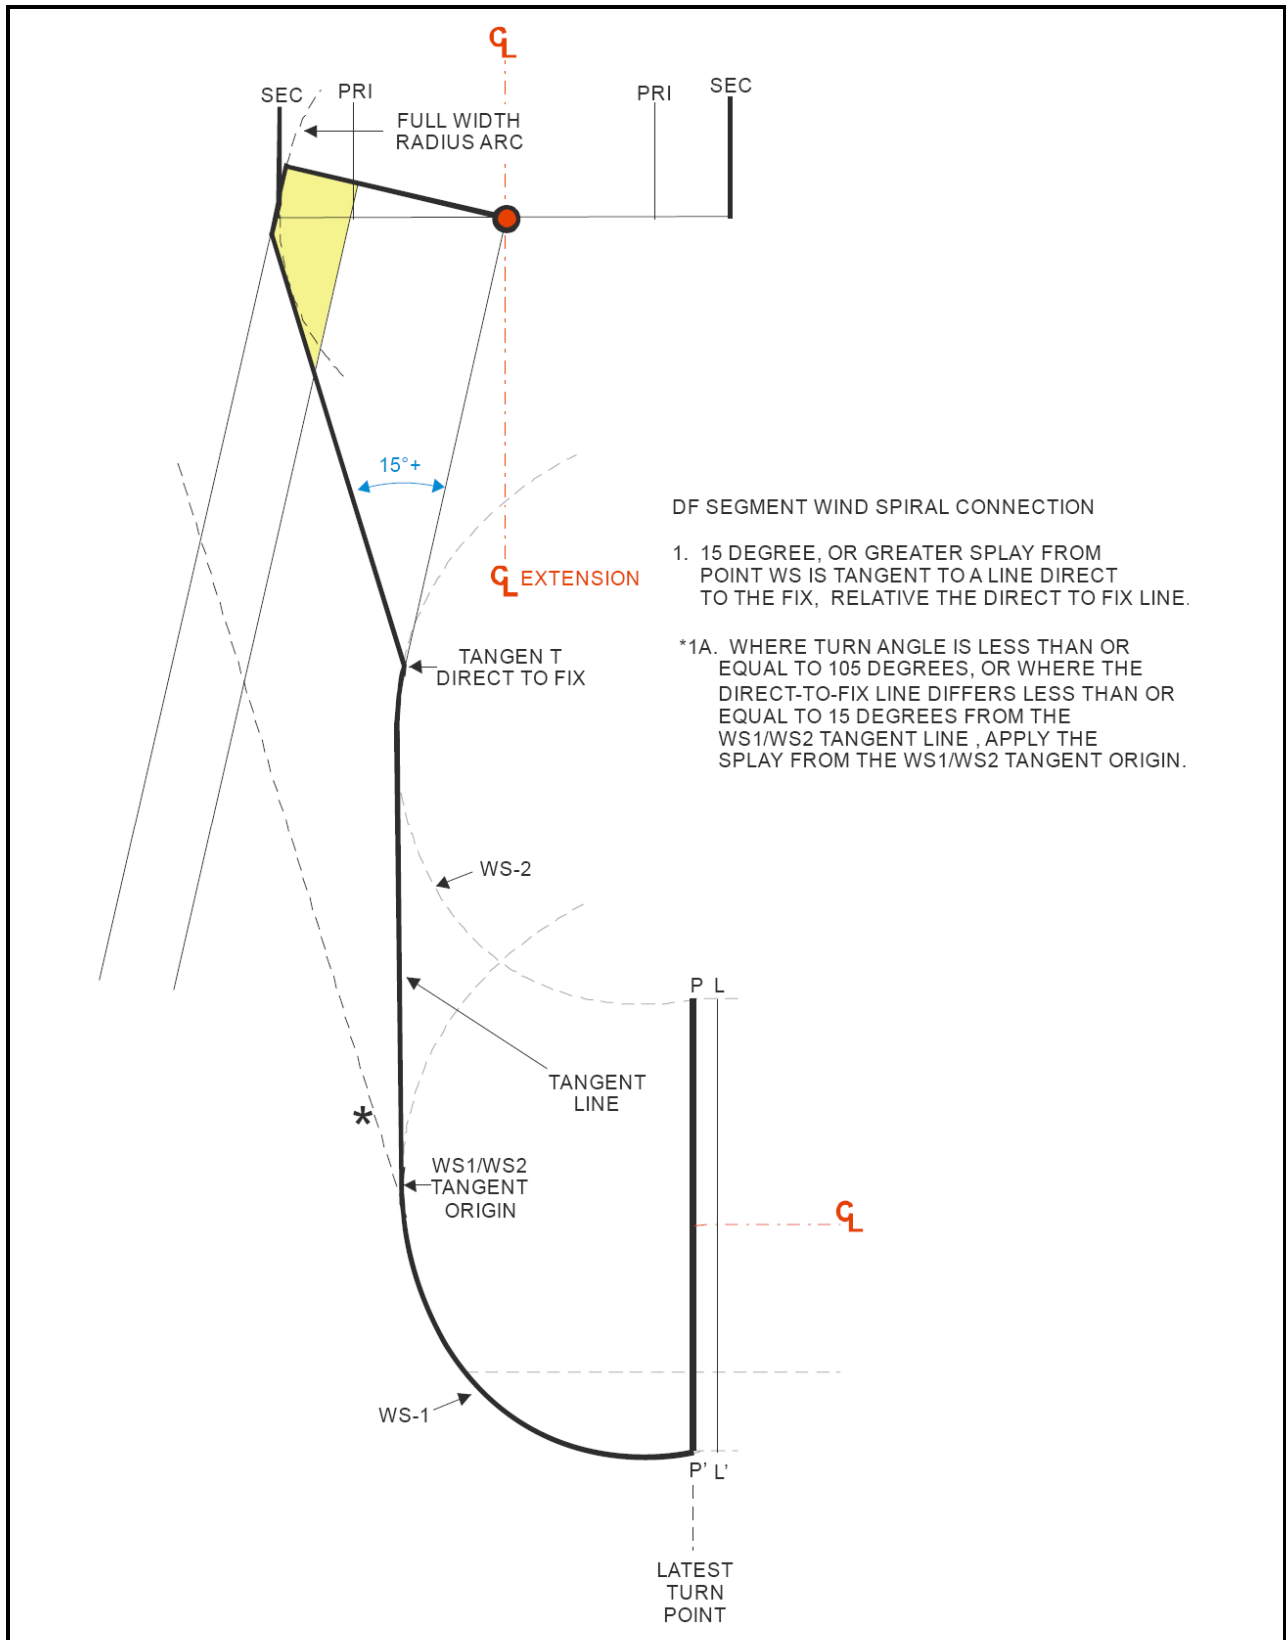 ℄
SEC
PRI
PRI
SEC
FULL WIDTH
RADIUS ARC
15°+
DF SEGMENT WIND SPIRAL CONNECTION
1. 15 DEGREE, OR GREATER SPLAY FROM
POINT WS IS TANGENT TO A LINE DIRECT
TO THE FIX, RELATIVE THE DIRECT TO FIX LINE.
℄ EXTENSION
*1A. WHERE TURN ANGLE IS LESS THAN OR
EQUAL TO 105 DEGREES, OR WHERE THE
DIRECT-TO-FIX LINE DIFFERS LESS THAN OR
EQUAL TO 15 DEGREES FROM THE
WS1/WS2 TANGENT LINE , APPLY THE
SPLAY FROM THE WS1/WS2 TANGENT ORIGIN.
TANGEN T
DIRECT TO FIX
WS-2
P L
TANGENT
LINE
*
WS1/WS2
TANGENT
ORIGIN
℄
WS-1
P' L'
LATEST
TURN
POINT